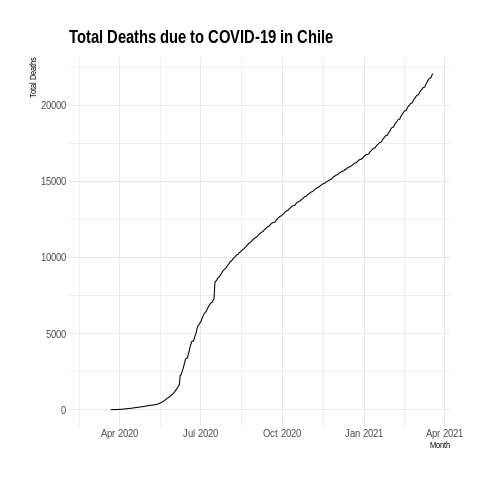 Total Deaths due to COVID-19 in Chile
Total Deaths
20000
15000
10000
5000
0
Apr 2020 Jul 2020 Oct 2020 Jan 2021 Apr 2021
Month